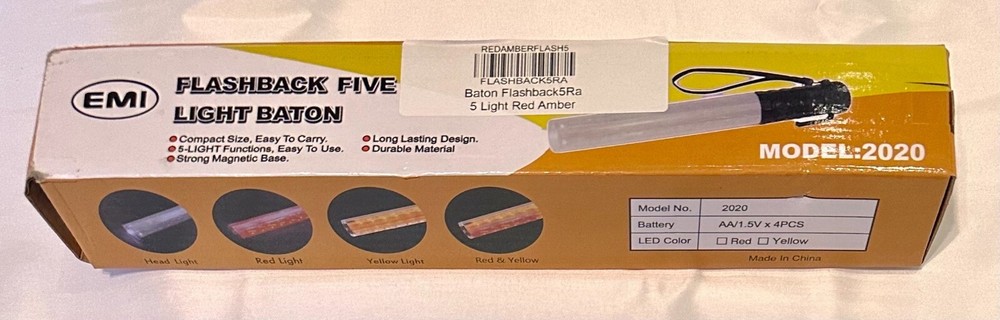 EMI
FLASHBACK FIVE
LIGHT BATON
Compact Size, Easy To Carry.
5-LIGHT Functions, Easy To Use.
Strong Magnetic Base.
Long Lasting Design.
Durable Material
REDAMBERFLASH5
FLASHBACK5RA
Baton Flashback5Ra
5 Light Red Amber
MODEL:2020
Head Light
Red Light
Yellow Light
Red & Yellow
Model No. 2020
Battery AA/1.5V x 4PCS
LED Color ☐ Red ☐ Yellow
Made In China